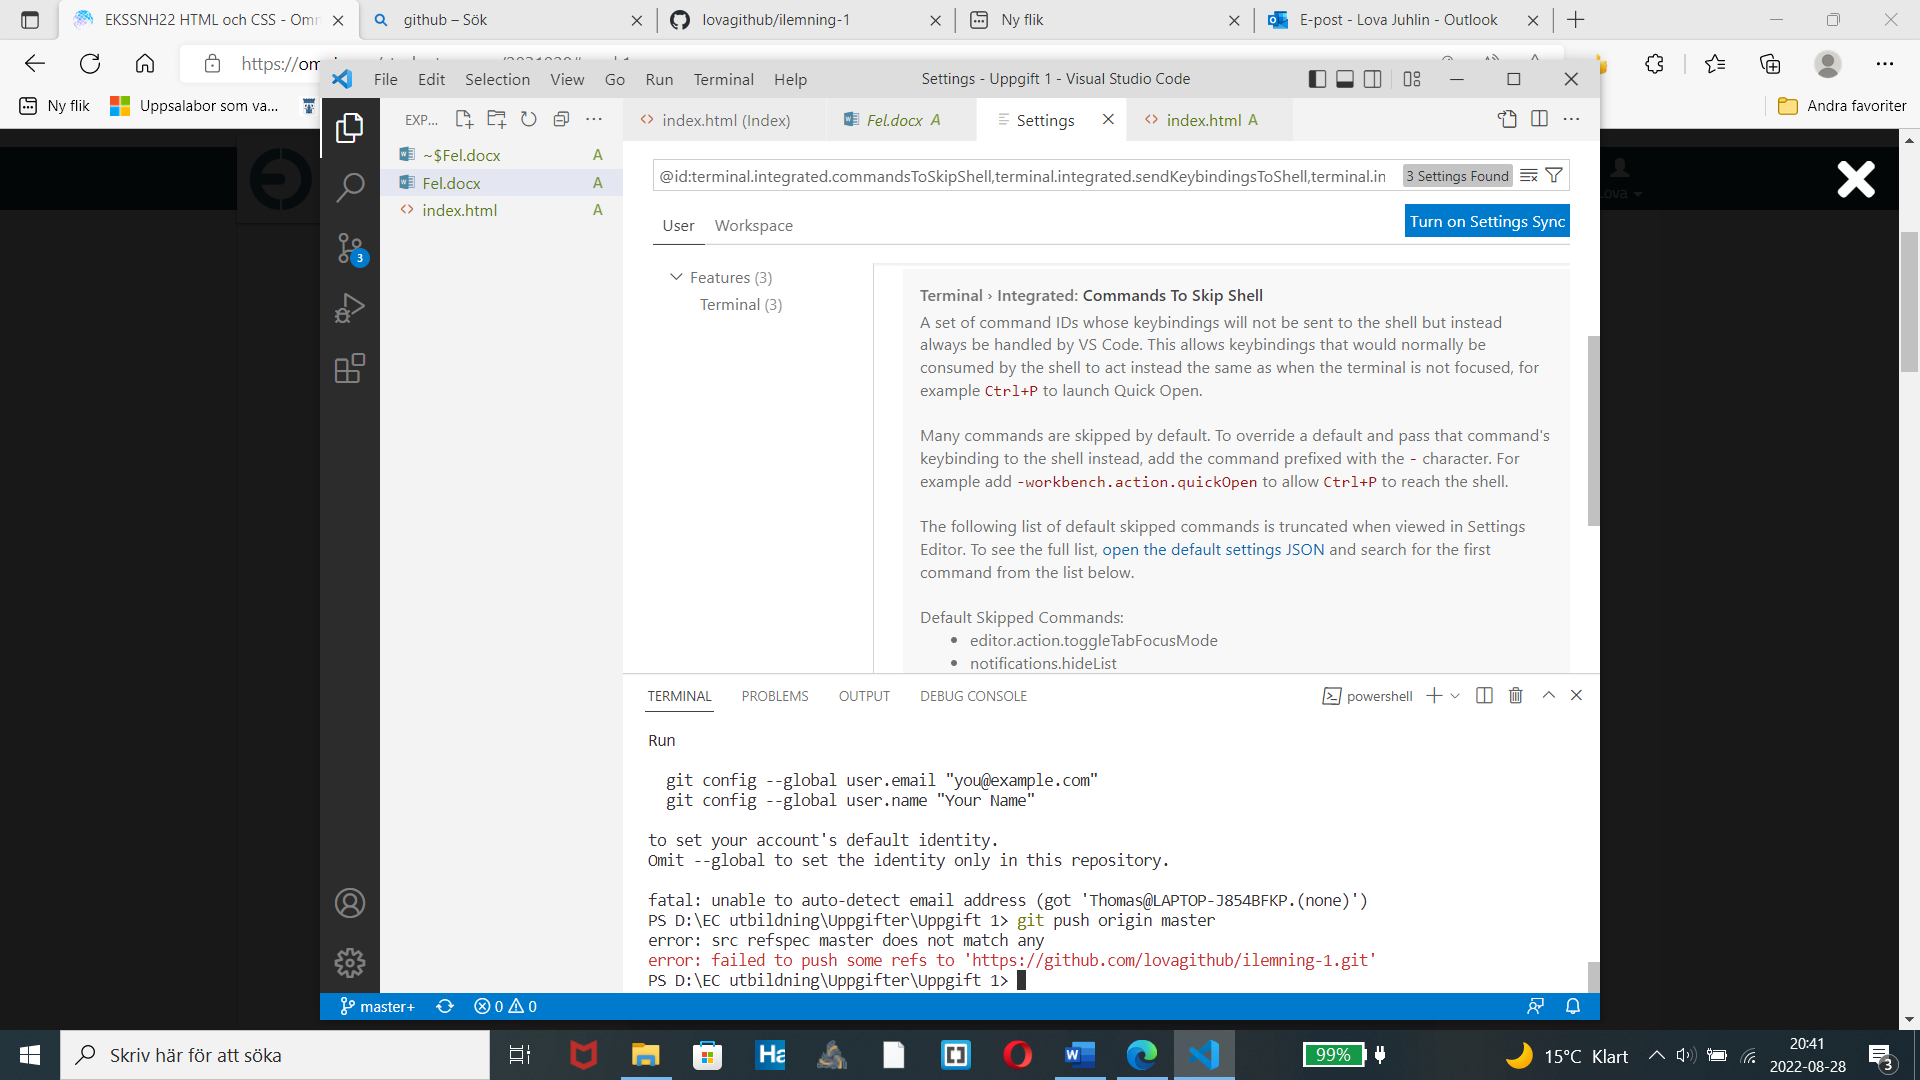 EKSSNH22 HTML och CSS - Omn
github – Sök
lovagithub/ilemning-1
Ny flik
E-post - Lova Juhlin - Outlook
Ny flik
Uppsalabor som va...
Andra favoriter
File Edit Selection View Go Run Terminal Help
Settings - Uppgift 1 - Visual Studio Code
EXP...
index.html (Index)
Fel.docx A
Settings
index.html A
~$Fel.docx A
Fel.docx A
index.html A
3
@id:terminal.integrated.commandsToSkipShell,terminal.integrated.sendKeybindingsToShell,terminal.in
3 Settings Found
User Workspace
Turn on Settings Sync
Features (3)
Terminal (3)
Terminal › Integrated: Commands To Skip Shell
A set of command IDs whose keybindings will not be sent to the shell but instead
always be handled by VS Code. This allows keybindings that would normally be
consumed by the shell to act instead the same as when the terminal is not focused, for
example Ctrl+P to launch Quick Open.
Many commands are skipped by default. To override a default and pass that command's
keybinding to the shell instead, add the command prefixed with the - character. For
example add -workbench.action.quickOpen to allow Ctrl+P to reach the shell.
The following list of default skipped commands is truncated when viewed in Settings
Editor. To see the full list, open the default settings JSON and search for the first
command from the list below.
Default Skipped Commands:
• editor.action.toggleTabFocusMode
• notifications.hideList
TERMINAL PROBLEMS OUTPUT DEBUG CONSOLE
powershell
Run
git config --global user.email "you@example.com"
git config --global user.name "Your Name"
to set your account's default identity.
Omit --global to set the identity only in this repository.
fatal: unable to auto-detect email address (got 'Thomas@LAPTOP-J854BFKP.(none)')
PS D:\EC utbildning\Uppgifter\Uppgift 1> git push origin master
error: src refspec master does not match any
error: failed to push some refs to 'https://github.com/lovagithub/ilemning-1.git'
PS D:\EC utbildning\Uppgifter\Uppgift 1>
master+ 0 0
Skriv här för att söka
99%
15°C Klart
20:41
2022-08-28
3